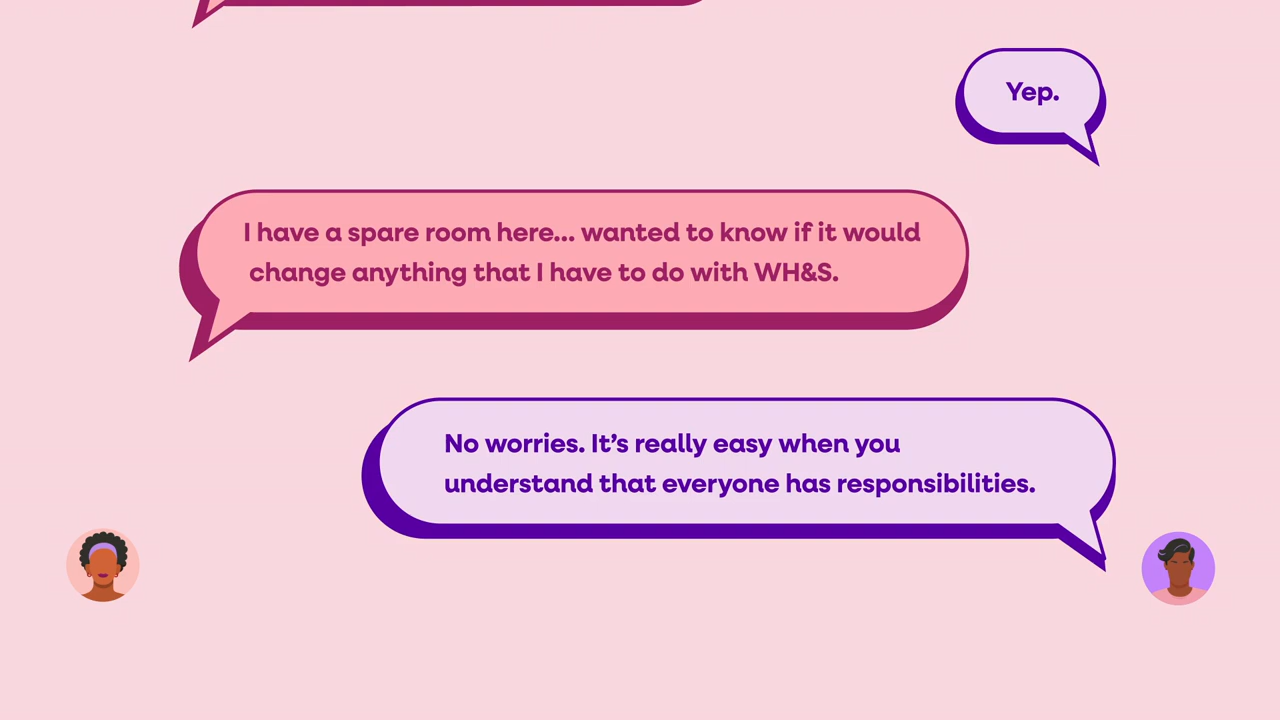 Yep.
I have a spare room here... wanted to know if it would
change anything that I have to do with WH&S.
No worries. It’s really easy when you
understand that everyone has responsibilities.